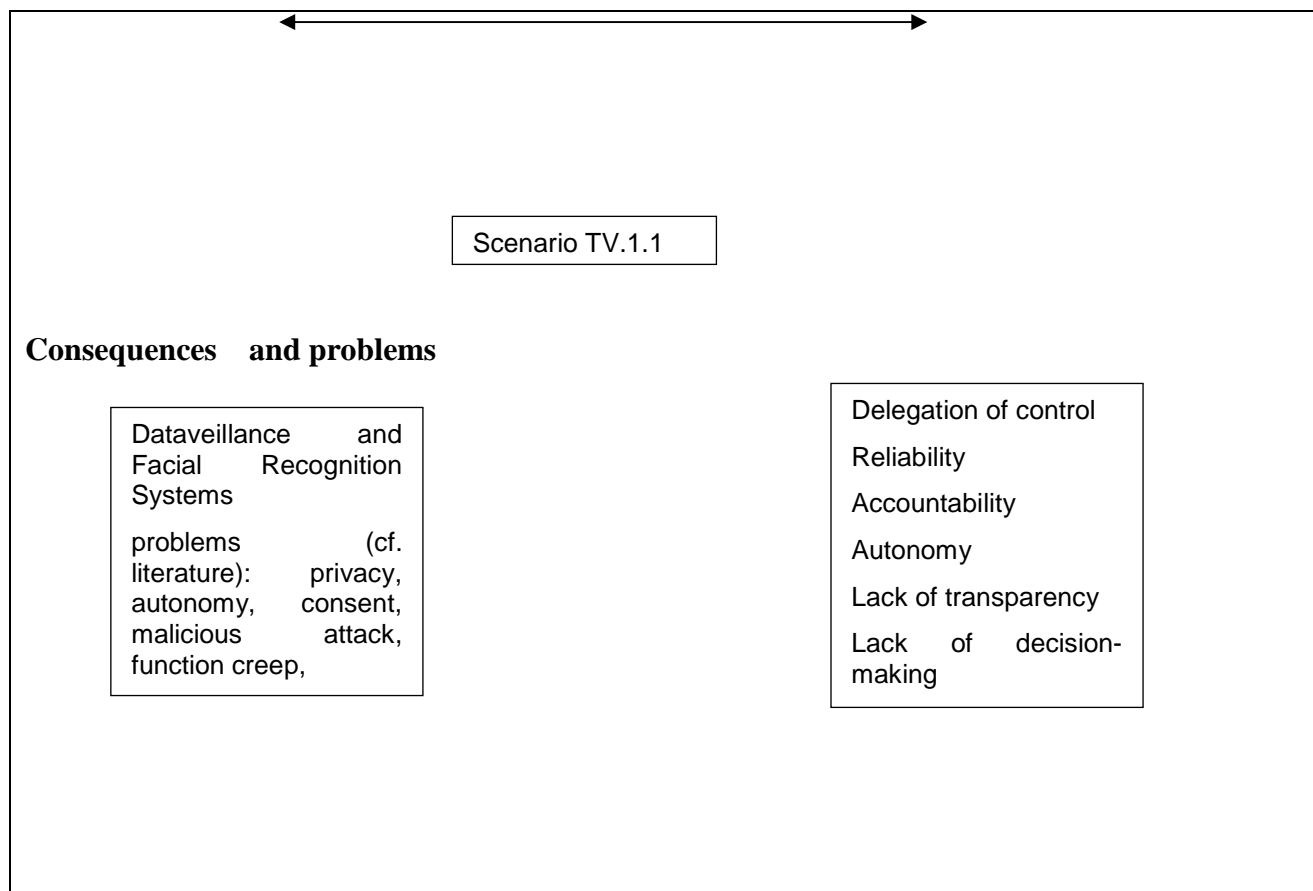 Scenario TV.1.1
Consequences and problems
Dataveillance and
Facial Recognition
Systems
problems (cf.
literature): privacy,
autonomy, consent,
malicious attack,
function creep,
Delegation of control
Reliability
Accountability
Autonomy
Lack of transparency
Lack of decision-
making